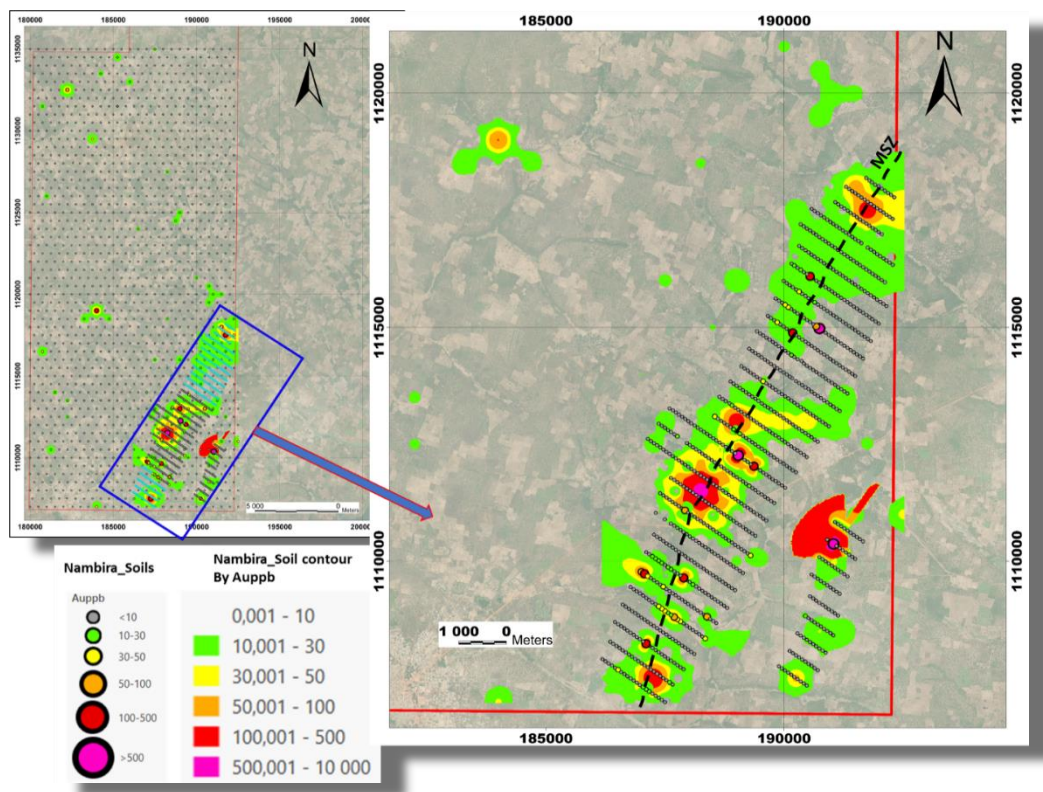 180000 185000 190000 195000 20000
N
1135000
1130000
1125000
1120000
1115000
1110000
5 000 0 Meters
180000 185000 190000 195000 20000
185000 190000
N
1120000 1120000
MSZ
1115000 1115000
1110000 1110000
1 000 0 Meters
185000 190000
Nambira_Soils
Auppb
<10
10-30
30-50
50-100
100-500
>500
Nambira_Soil contour
By Auppb
0,001 - 10
10,001 - 30
30,001 - 50
50,001 - 100
100,001 - 500
500,001 - 10 000